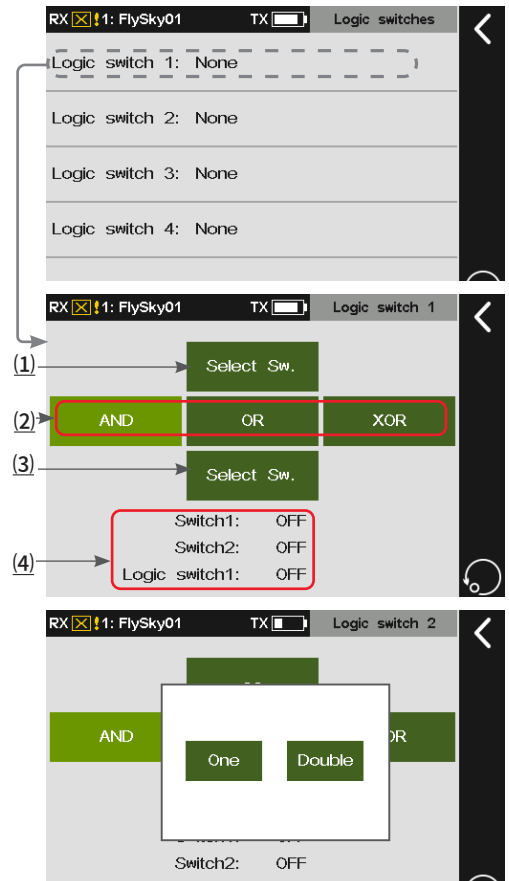 RX !1: FlySky01 TX Logic switches
Logic switch 1: None
Logic switch 2: None
Logic switch 3: None
Logic switch 4: None
RX !1: FlySky01 TX Logic switch 1
(1) Select Sw.
(2) AND OR XOR
(3) Select Sw.
Switch1: OFF
Switch2: OFF
(4) Logic switch1: OFF
RX !1: FlySky01 TX Logic switch 2
AND OR
One Double
Switch2: OFF